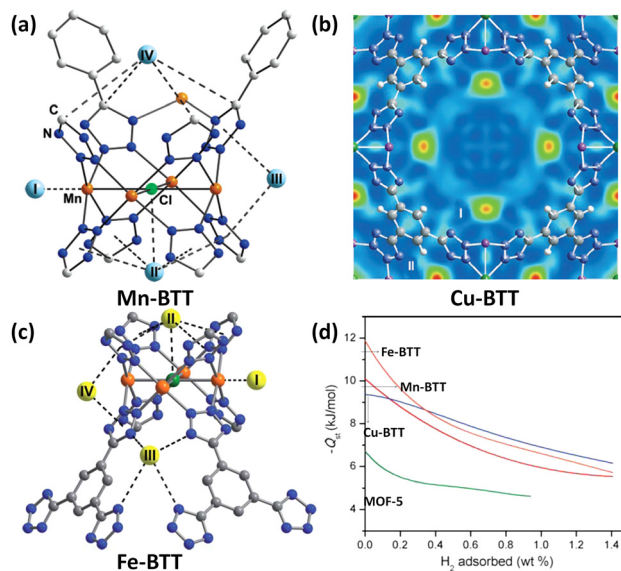 (a)
IV
C
N
I
Mn
Cl
III
II
Mn-BTT
(b)
I
II
Cu-BTT
(c)
II
IV
I
III
Fe-BTT
(d)
-Qst (kJ/mol)
12
10
8
6
4
Fe-BTT
Mn-BTT
Cu-BTT
MOF-5
0.0 0.2 0.4 0.6 0.8 1.0 1.2 1.4
H2 adsorbed (wt %)